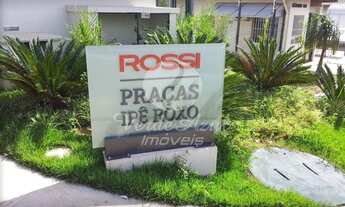 ROSSI
PRAÇAS
IPÊ ROXO
Imóveis